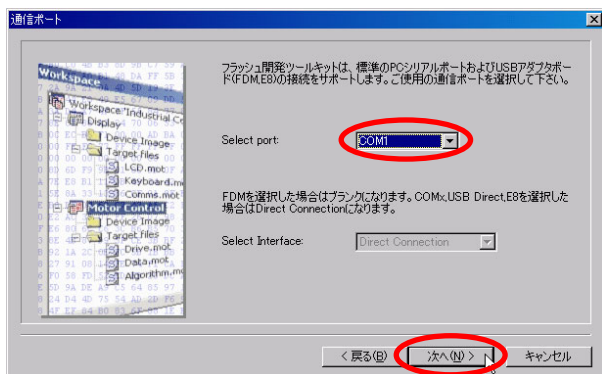 通信ポート
Workspace
Workspace "Industrial Co
Display
Device Image
Target files
LCD.mot
Keyboard.m
Comms.mot
Motor Control
Device Image
Target files
Drive.mot
Data.mot
Algorithm.mo
フラッシュ開発ツールキットは、標準のPCシリアルポートおよびUSBアダプタボー
ド(FDM,E8)の接続をサポートします。ご使用の通信ポートを選択して下さい。
Select port:
COM1
FDMを選択した場合はブランクになります。COMx,USB Direct,E8を選択した
場合はDirect Connectionになります。
Select Interface:
Direct Connection
< 戻る(B)
次へ(N) >
キャンセル